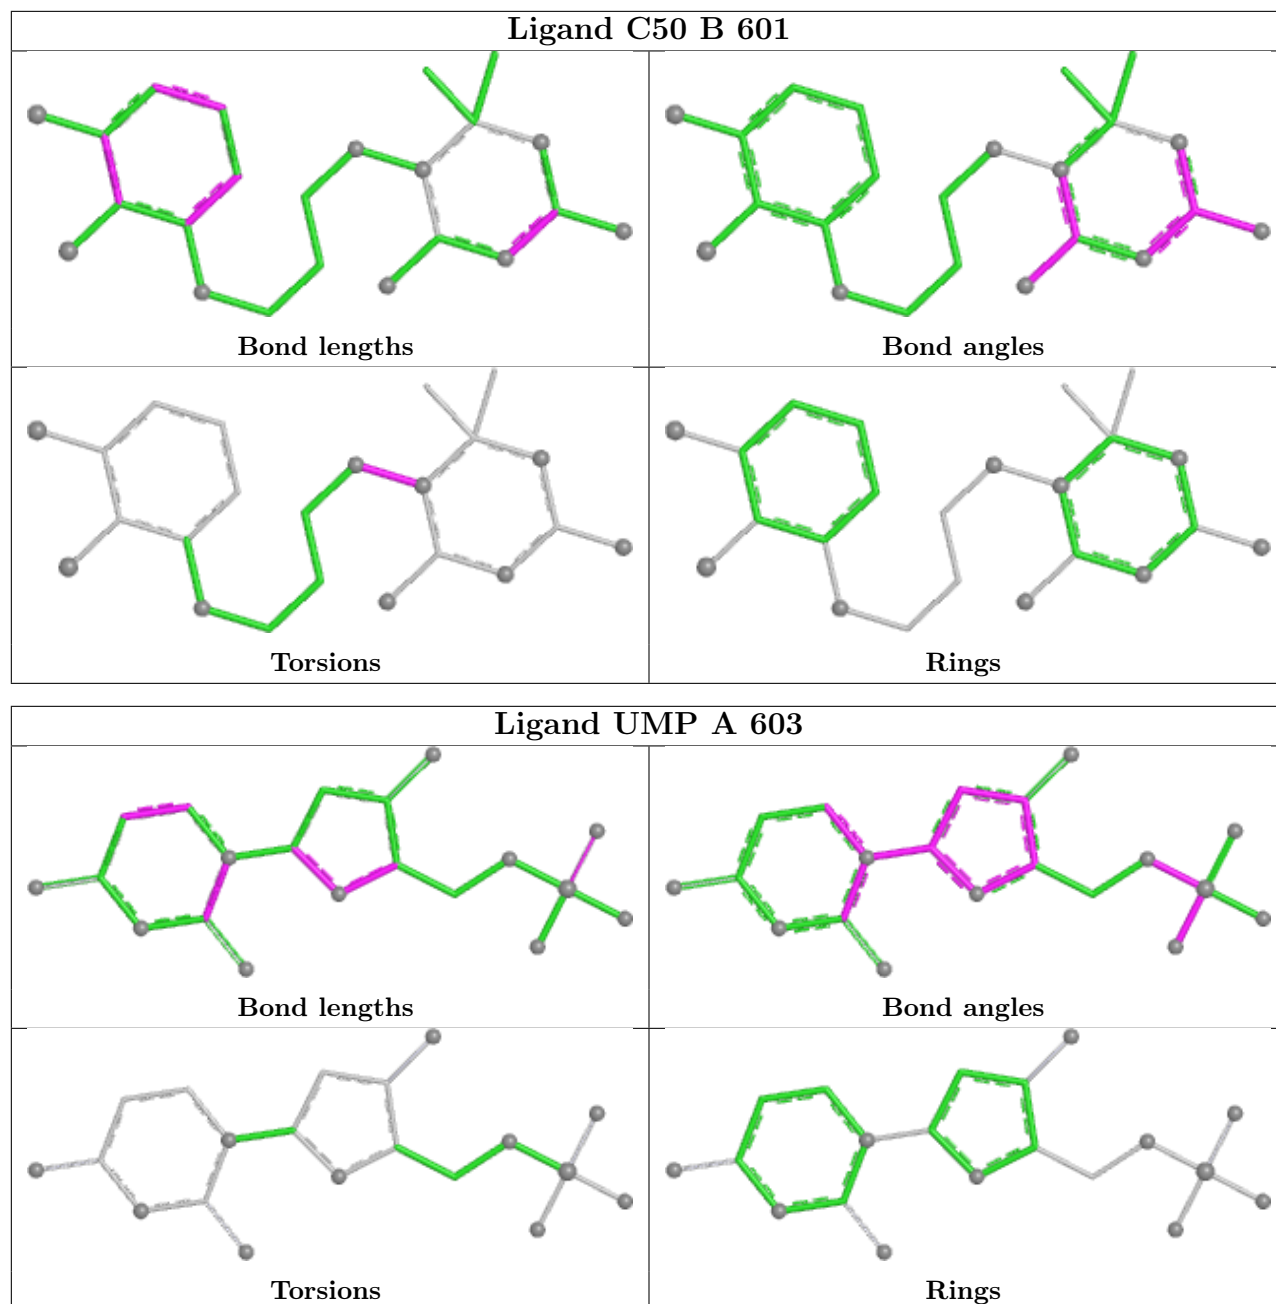 Ligand C50 B 601
Bond lengths
Bond angles
Torsions
Rings
Ligand UMP A 603
Bond lengths
Bond angles
Torsions
Rings